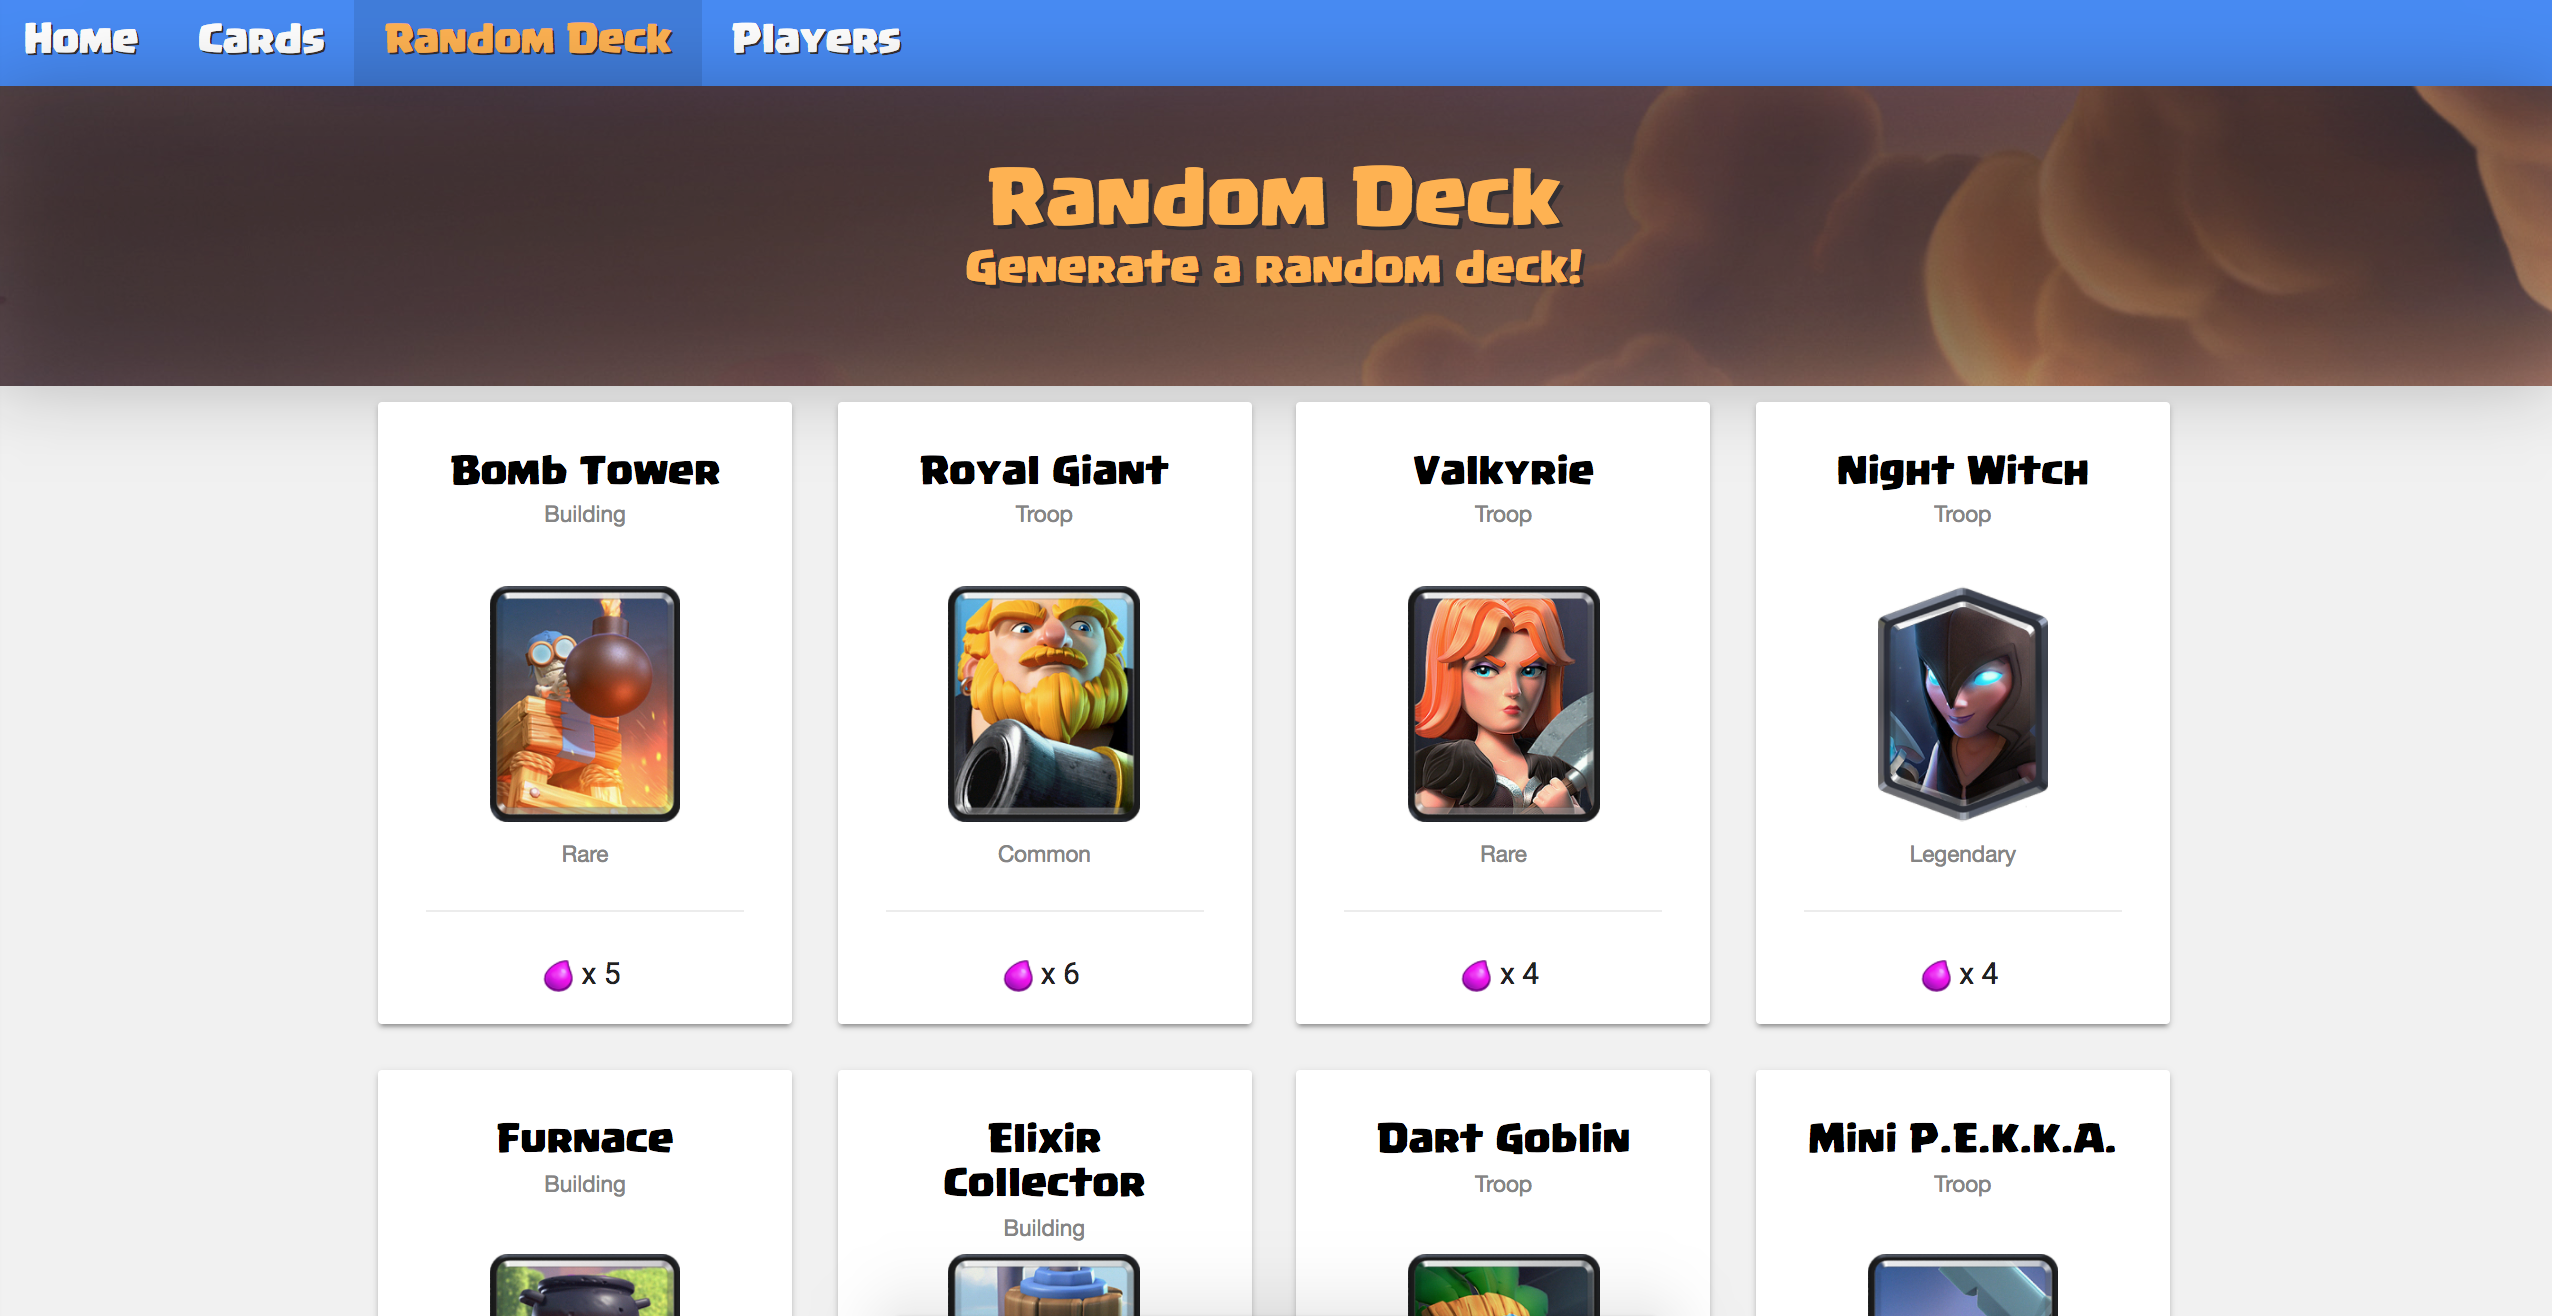 Home Cards Random Deck Players
Random Deck
Generate a random deck!
Bomb Tower
Building
Rare
x 5
Royal Giant
Troop
Common
x 6
Valkyrie
Troop
Rare
x 4
Night Witch
Troop
Legendary
x 4
Furnace
Building
Elixir
Collector
Building
Dart Goblin
Troop
Mini P.E.K.K.A.
Troop